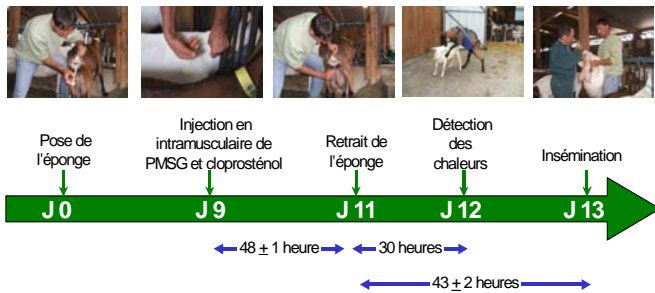 Pose de
l'éponge
Injection en
intramusculaire de
PMSG et cloprosténol
Retrait de
l'éponge
Détection
des
chaleurs
Insémination
J 0
J 9
J 11
J 12
J 13
48 ± 1 heure
30 heures
43 ± 2 heures